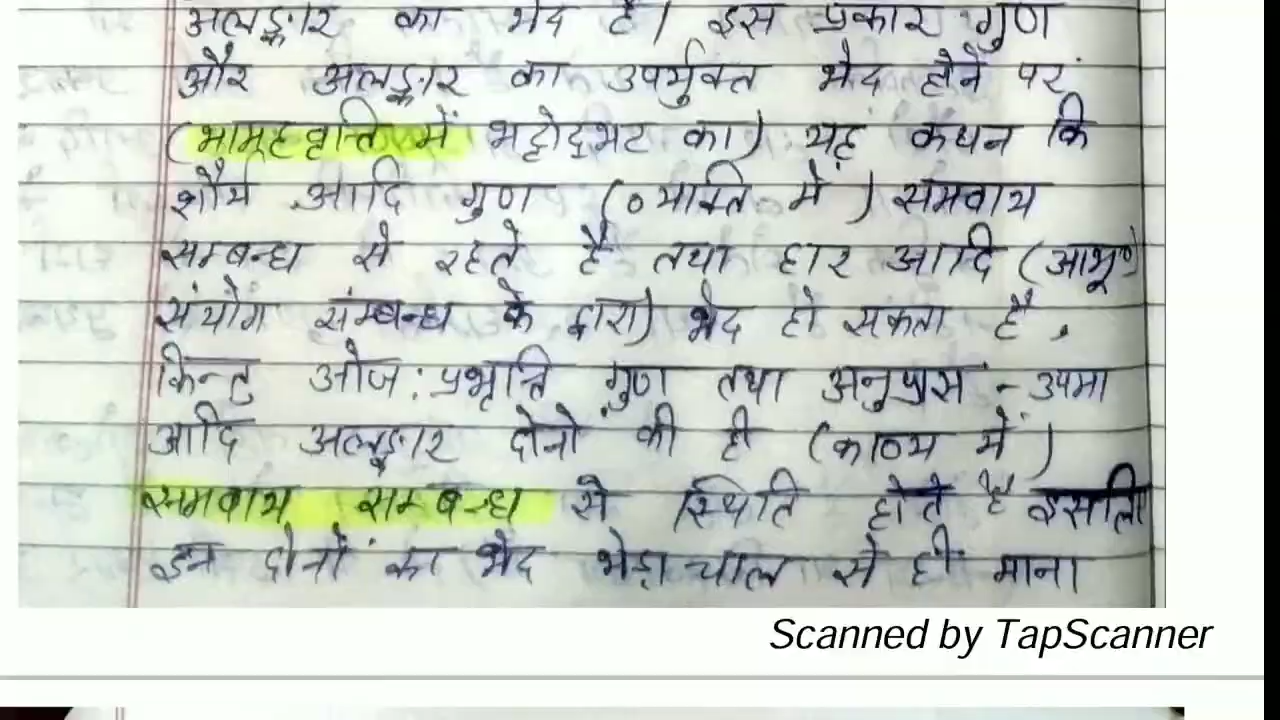 अलङ्कार का भेद है। इस प्रकार गुण
और अलङ्कार का उपर्युक्त भेद होने पर
(भामहवृत्ति में भट्टोद्भट का) यह कथन कि
शौर्य आदि गुण (व्यक्ति में) समवाय
सम्बन्ध से रहते हैं तथा हार आदि (आभू०)
संयोग सम्बन्ध के द्वारा) भेद हो सकता है,
किन्तु ओज: प्रभृत्ति गुण तथा अनुप्रास - उपमा
आदि अलङ्कार दोनों की ही (काव्य में)
समवाय सम्बन्ध से स्थिति होते है इसलि
इन दोनों का भेद भेड़ाचाल से ही माना
Scanned by TapScanner